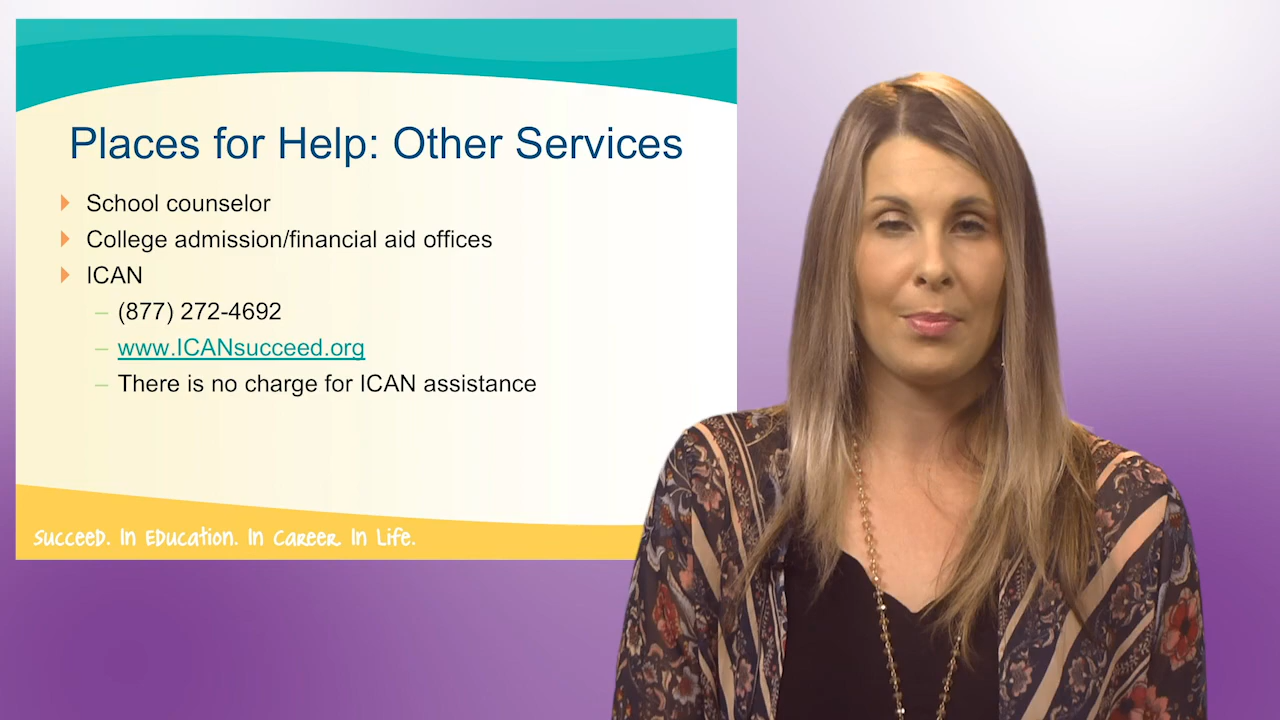 Places for Help: Other Services
School counselor
College admission/financial aid offices
ICAN
– (877) 272-4692
– www.ICANsucceed.org
– There is no charge for ICAN assistance
Succeed. In Education. In Career. In Life.